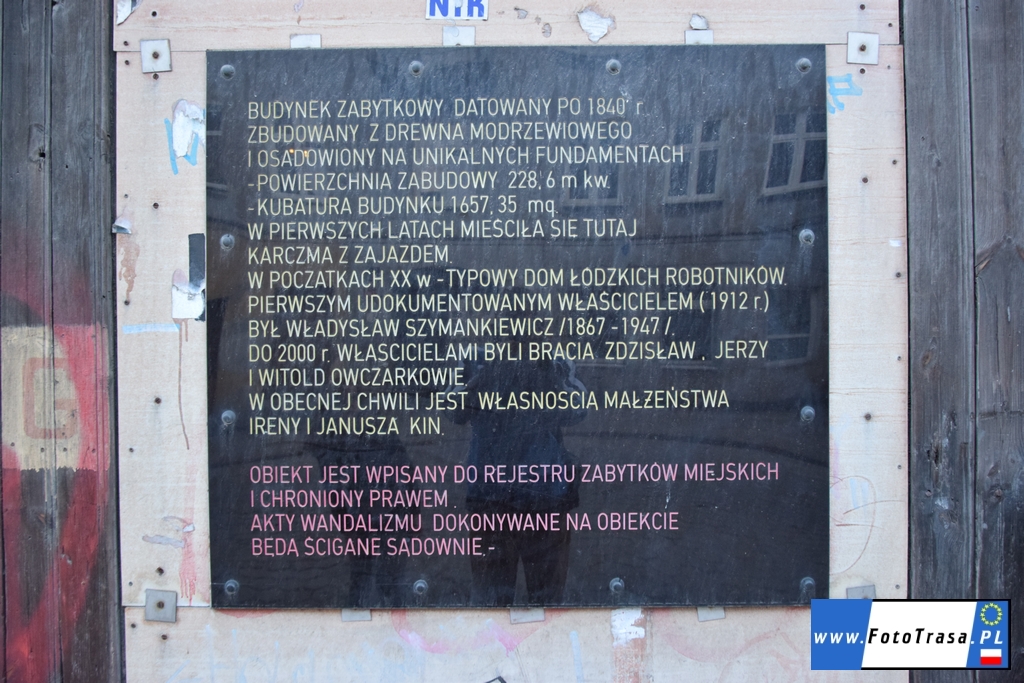 NIK
BUDYNEK ZABYTKOWY DATOWANY PO 1840 r
ZBUDOWANY Z DREWNA MODRZEWIOWEGO
I OSADOWIONY NA UNIKALNYCH FUNDAMENTACH
-POWIERZCHNIA ZABUDOWY 228,6 m kw.
-KUBATURA BUDYNKU 1657,35 mq.
W PIERWSZYCH LATACH MIEŚCIŁA SIĘ TUTAJ
KARCZMA Z ZAJAZDEM.
W POCZATKACH XX w -TYPOWY DOM ŁÓDZKICH ROBOTNIKÓW.
PIERWSZYM UDOKUMENTOWANYM WŁAŚCICIELEM (1912 r.)
BYŁ WŁADYSŁAW SZYMANKIEWICZ /1867 -1947 /.
DO 2000 r. WŁAŚCICIELAMI BYLI BRACIA ZDZISŁAW , JERZY
I WITOLD OWCZARKOWIE.
W OBECNEJ CHWILI JEST WŁASNOŚCIĄ MAŁŻEŃSTWA
IRENY I JANUSZA KIN.
OBIEKT JEST WPISANY DO REJESTRU ZABYTKÓW MIEJSKICH
I CHRONIONY PRAWEM .
AKTY WANDALIZMU DOKONYWANE NA OBIEKCIE
BĘDĄ ŚCIGANE SĄDOWNIE.-
www.FotoTrasa.PL